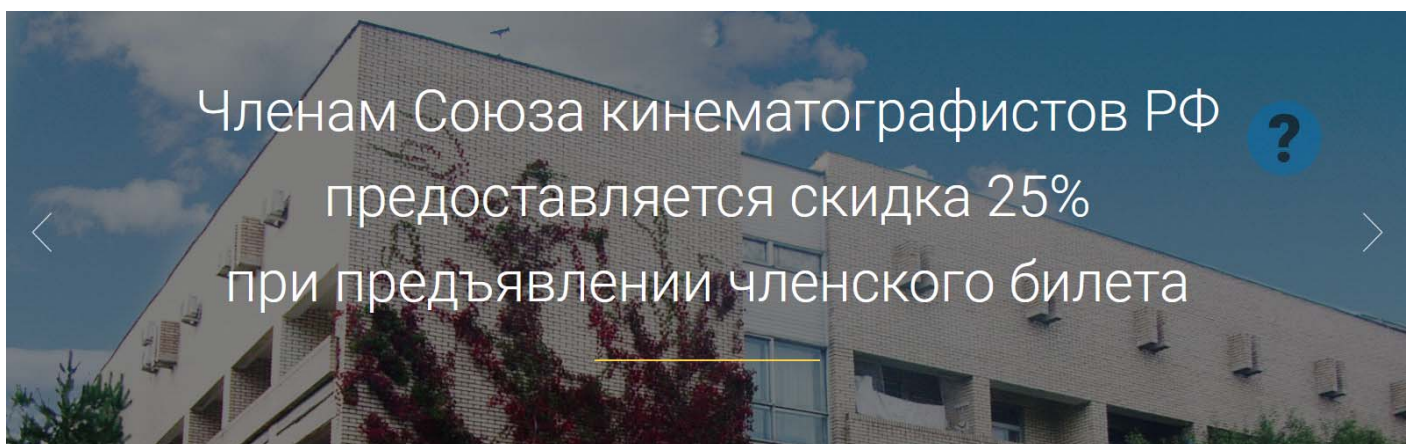 Членам Союза кинематографистов РФ
?
предоставляется скидка 25%
при предъявлении членского билета